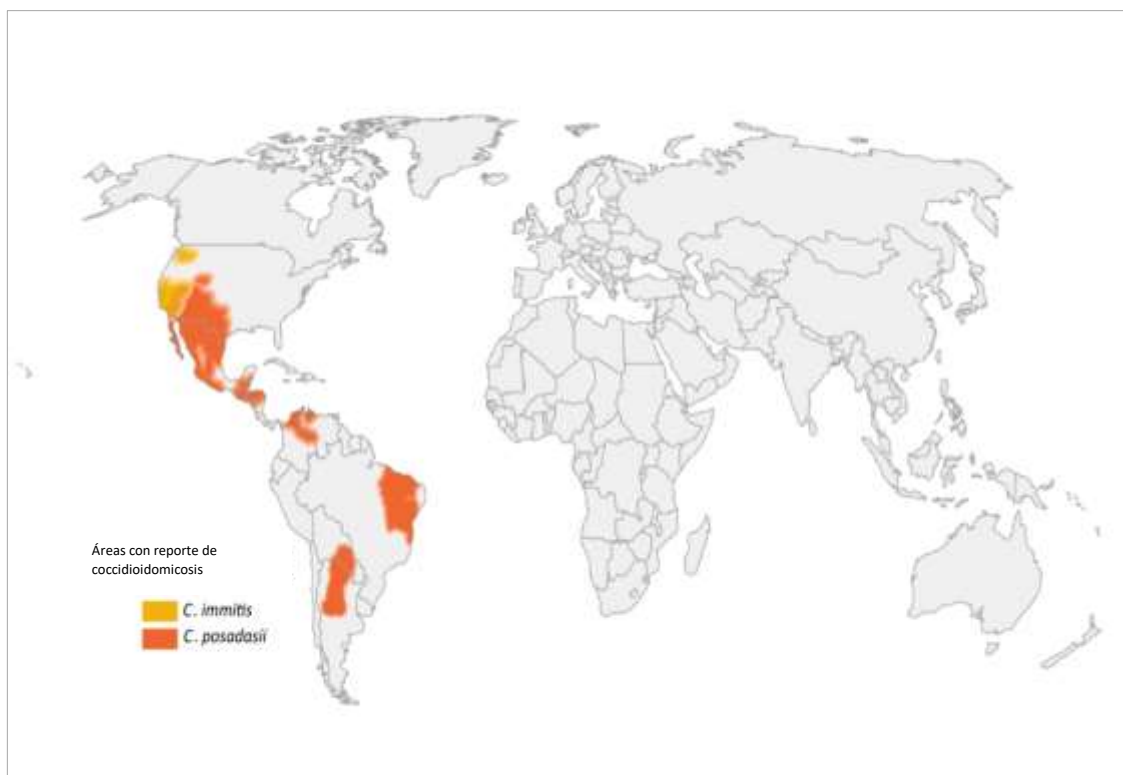 Áreas con reporte de
coccidioidomicosis
C. immitis
C. posadasii